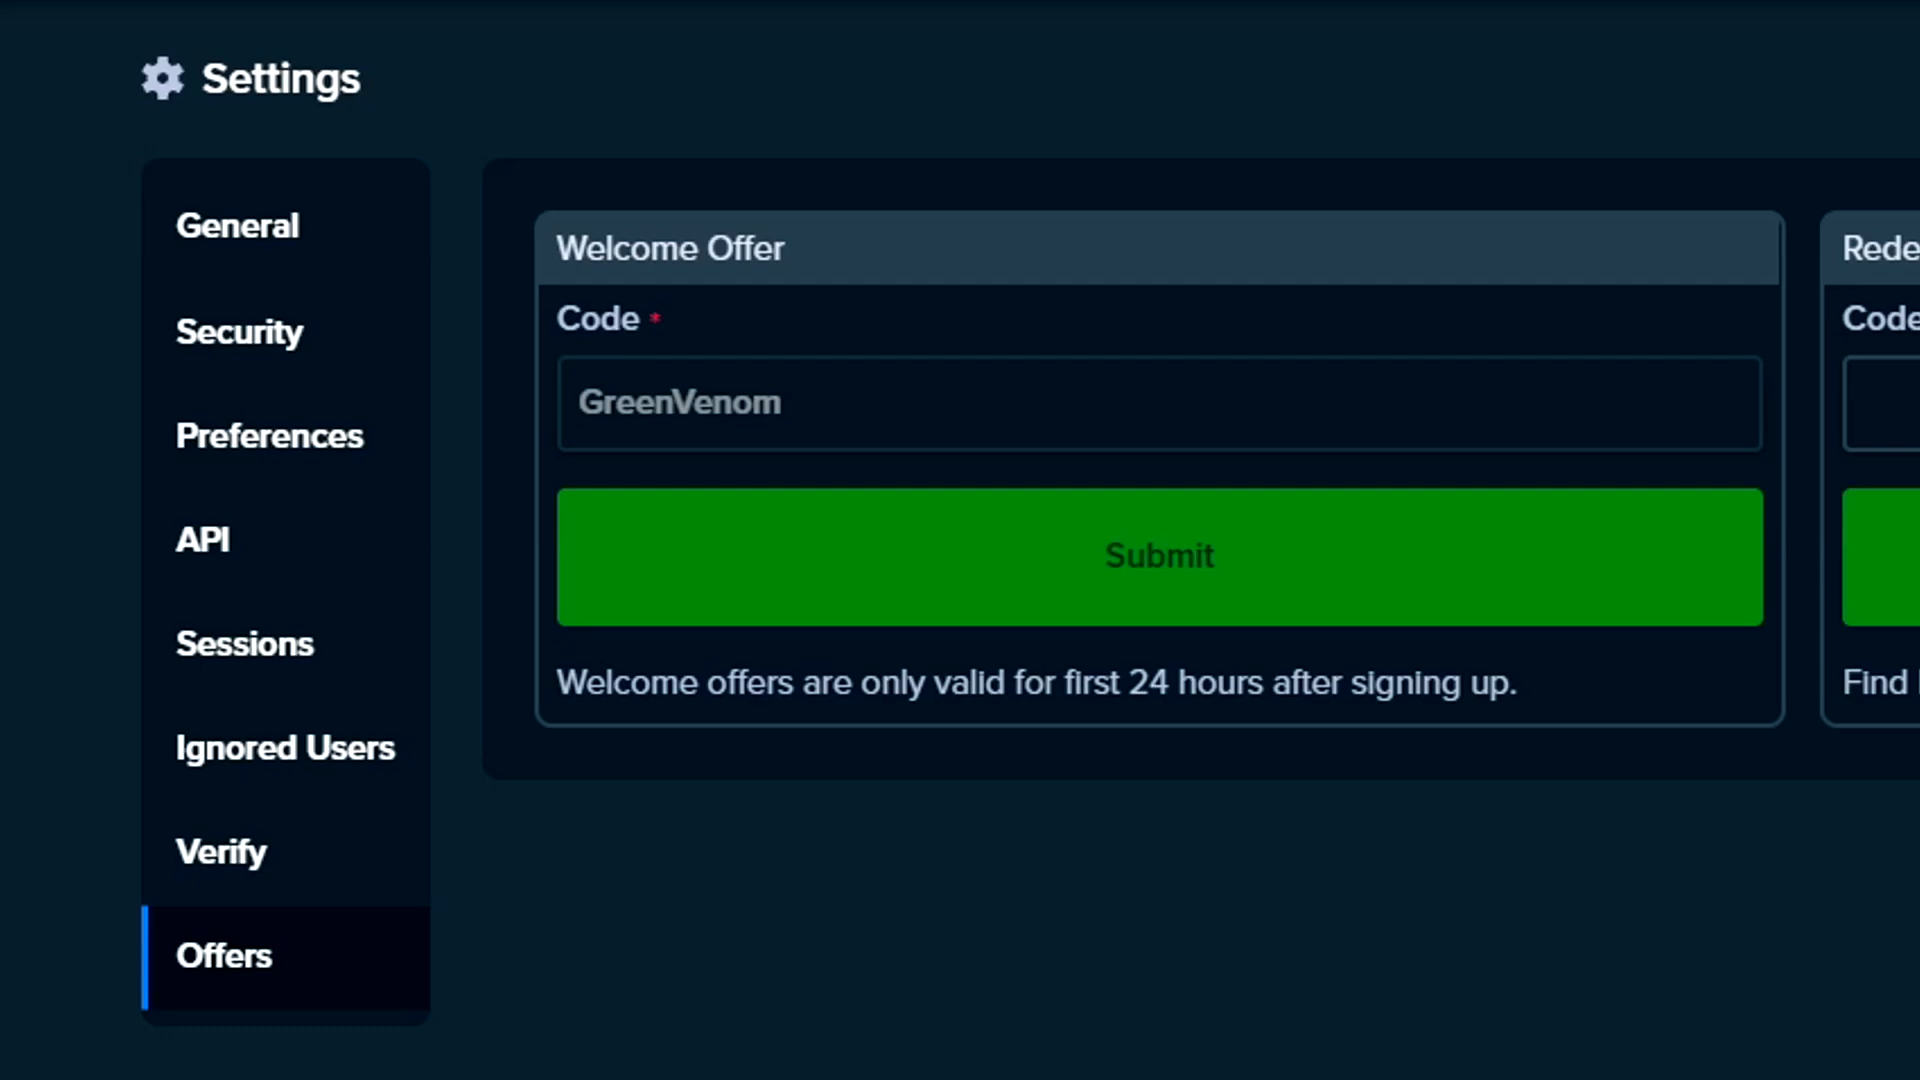 Settings
General
Security
Preferences
API
Sessions
Ignored Users
Verify
Offers
Welcome Offer
Code *
GreenVenom
Submit
Welcome offers are only valid for first 24 hours after signing up.
Rede
Code
Find